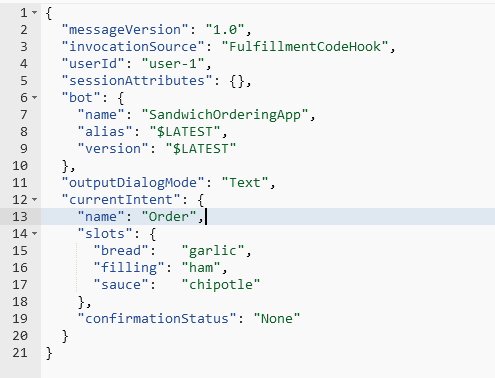 1 {
2   "messageVersion": "1.0",
3   "invocationSource": "FulfillmentCodeHook",
4   "userId": "user-1",
5   "sessionAttributes": {},
6   "bot": {
7     "name": "SandwichOrderingApp",
8     "alias": "$LATEST",
9     "version": "$LATEST"
10   },
11   "outputDialogMode": "Text",
12   "currentIntent": {
13     "name": "Order",
14     "slots": {
15       "bread":   "garlic",
16       "filling": "ham",
17       "sauce":   "chipotle"
18     },
19     "confirmationStatus": "None"
20   }
21 }